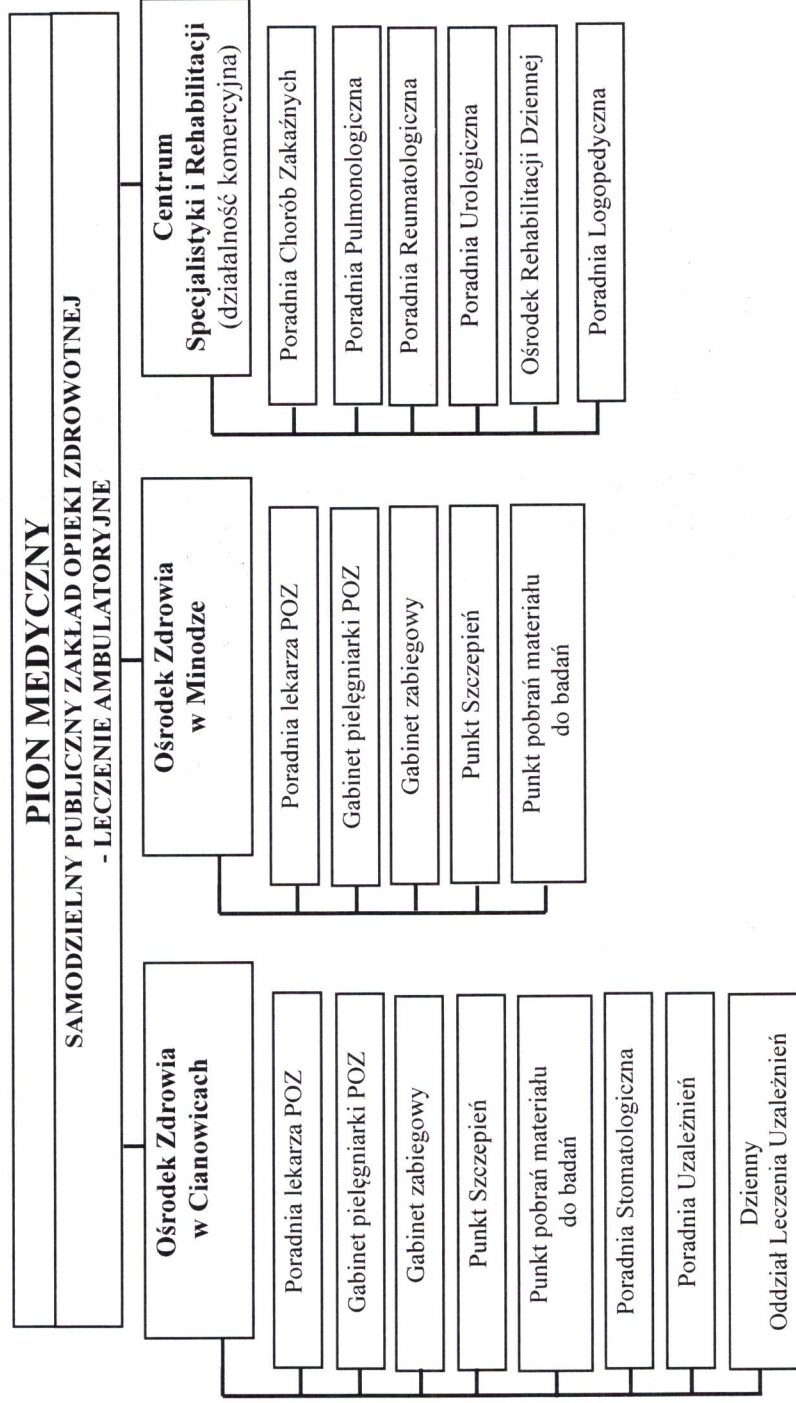 PION MEDYCZNY
SAMODZIELNY PUBLICZNY ZAKŁAD OPIEKI ZDROWOTNEJ
- LECZENIE AMBULATORYJNE
Ośrodek Zdrowia
w Cianowicach
Poradnia lekarza POZ
Gabinet pielęgniarki POZ
Gabinet zabiegowy
Punkt Szczepień
Punkt pobrań materiału
do badań
Poradnia Stomatologiczna
Poradnia Uzależnień
Dzienny
Oddział Leczenia Uzależnień
Ośrodek Zdrowia
w Minodze
Poradnia lekarza POZ
Gabinet pielęgniarki POZ
Gabinet zabiegowy
Punkt Szczepień
Punkt pobrań materiału
do badań
Centrum
Specjalistyki i Rehabilitacji
(działalność komercyjna)
Poradnia Chorób Zakaźnych
Poradnia Pulmonologiczna
Poradnia Reumatologiczna
Poradnia Urologiczna
Ośrodek Rehabilitacji Dziennej
Poradnia Logopedyczna